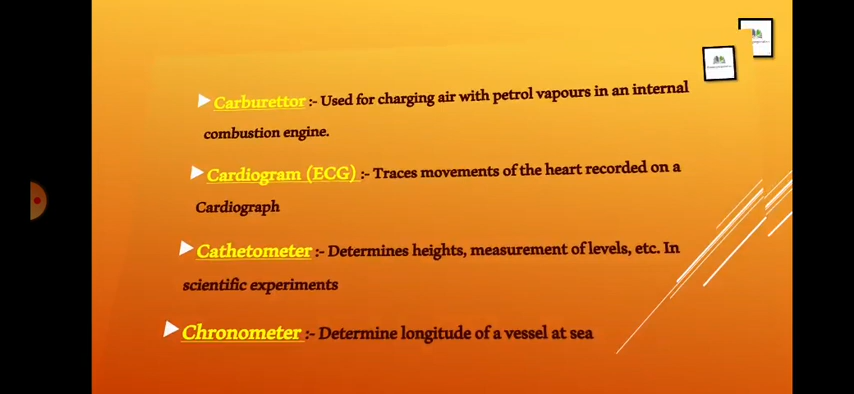 Carburettor :- Used for charging air with petrol vapours in an internal
combustion engine.
Cardiogram (ECG) :- Traces movements of the heart recorded on a
Cardiograph
Cathetometer :- Determines heights, measurement of levels, etc. In
scientific experiments
Chronometer :- Determine longitude of a vessel at sea